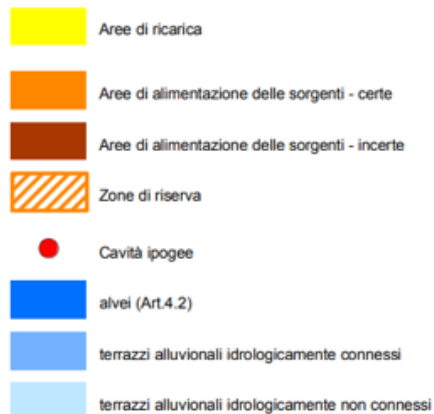 Aree di ricarica
Aree di alimentazione delle sorgenti - certe
Aree di alimentazione delle sorgenti - incerte
Zone di riserva
Cavità ipogee
alvei (Art.4.2)
terrazzi alluvionali idrologicamente connessi
terrazzi alluvionali idrologicamente non connessi